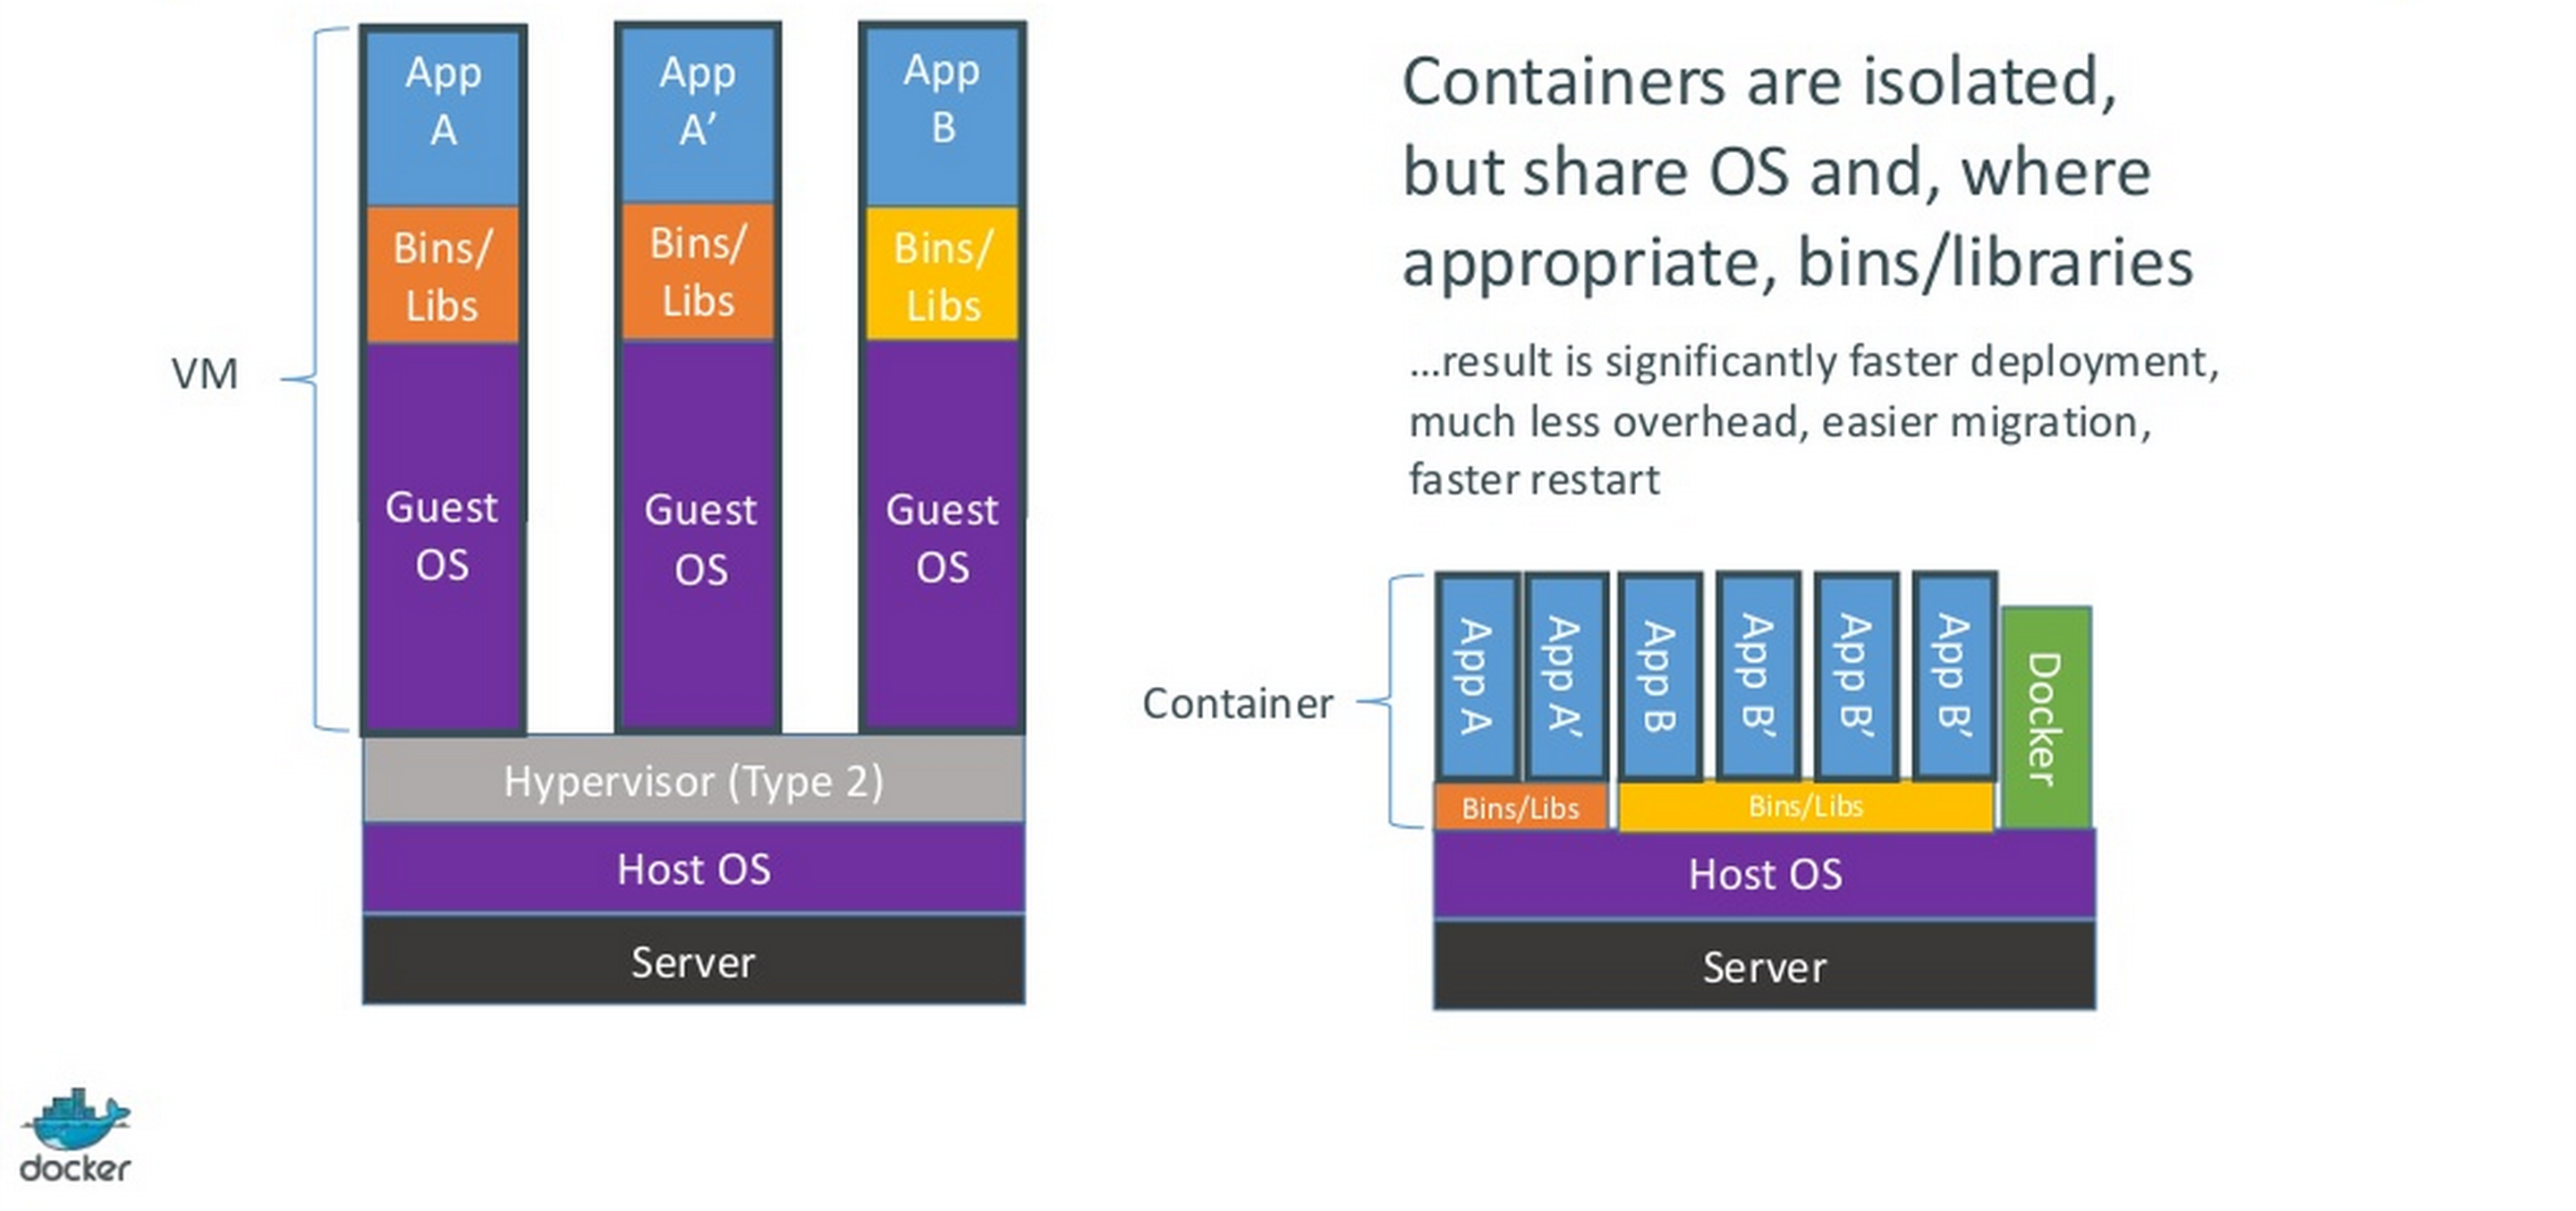 App
A
Bins/
Libs
Guest
OS
App
A’
Bins/
Libs
Guest
OS
App
B
Bins/
Libs
Guest
OS
VM
Hypervisor (Type 2)
Host OS
Server
Containers are isolated,
but share OS and, where
appropriate, bins/libraries
...result is significantly faster deployment,
much less overhead, easier migration,
faster restart
Container
App A
App A’
App B
App B’
App B’
App B’
Docker
Bins/Libs
Bins/Libs
Host OS
Server
docker